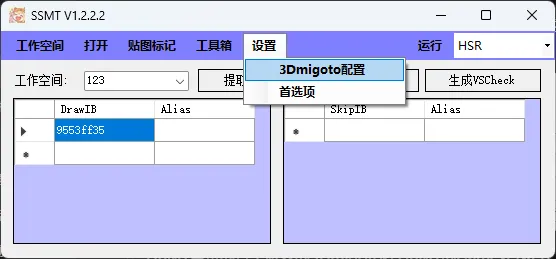 SSMT V1.2.2.2
工作空间 打开 贴图标记 工具箱 设置 运行 HSR
3Dmigoto配置
首选项
工作空间: 123 提取 生成VSCheck
DrawIB Alias SkipIB Alias
9553ff35